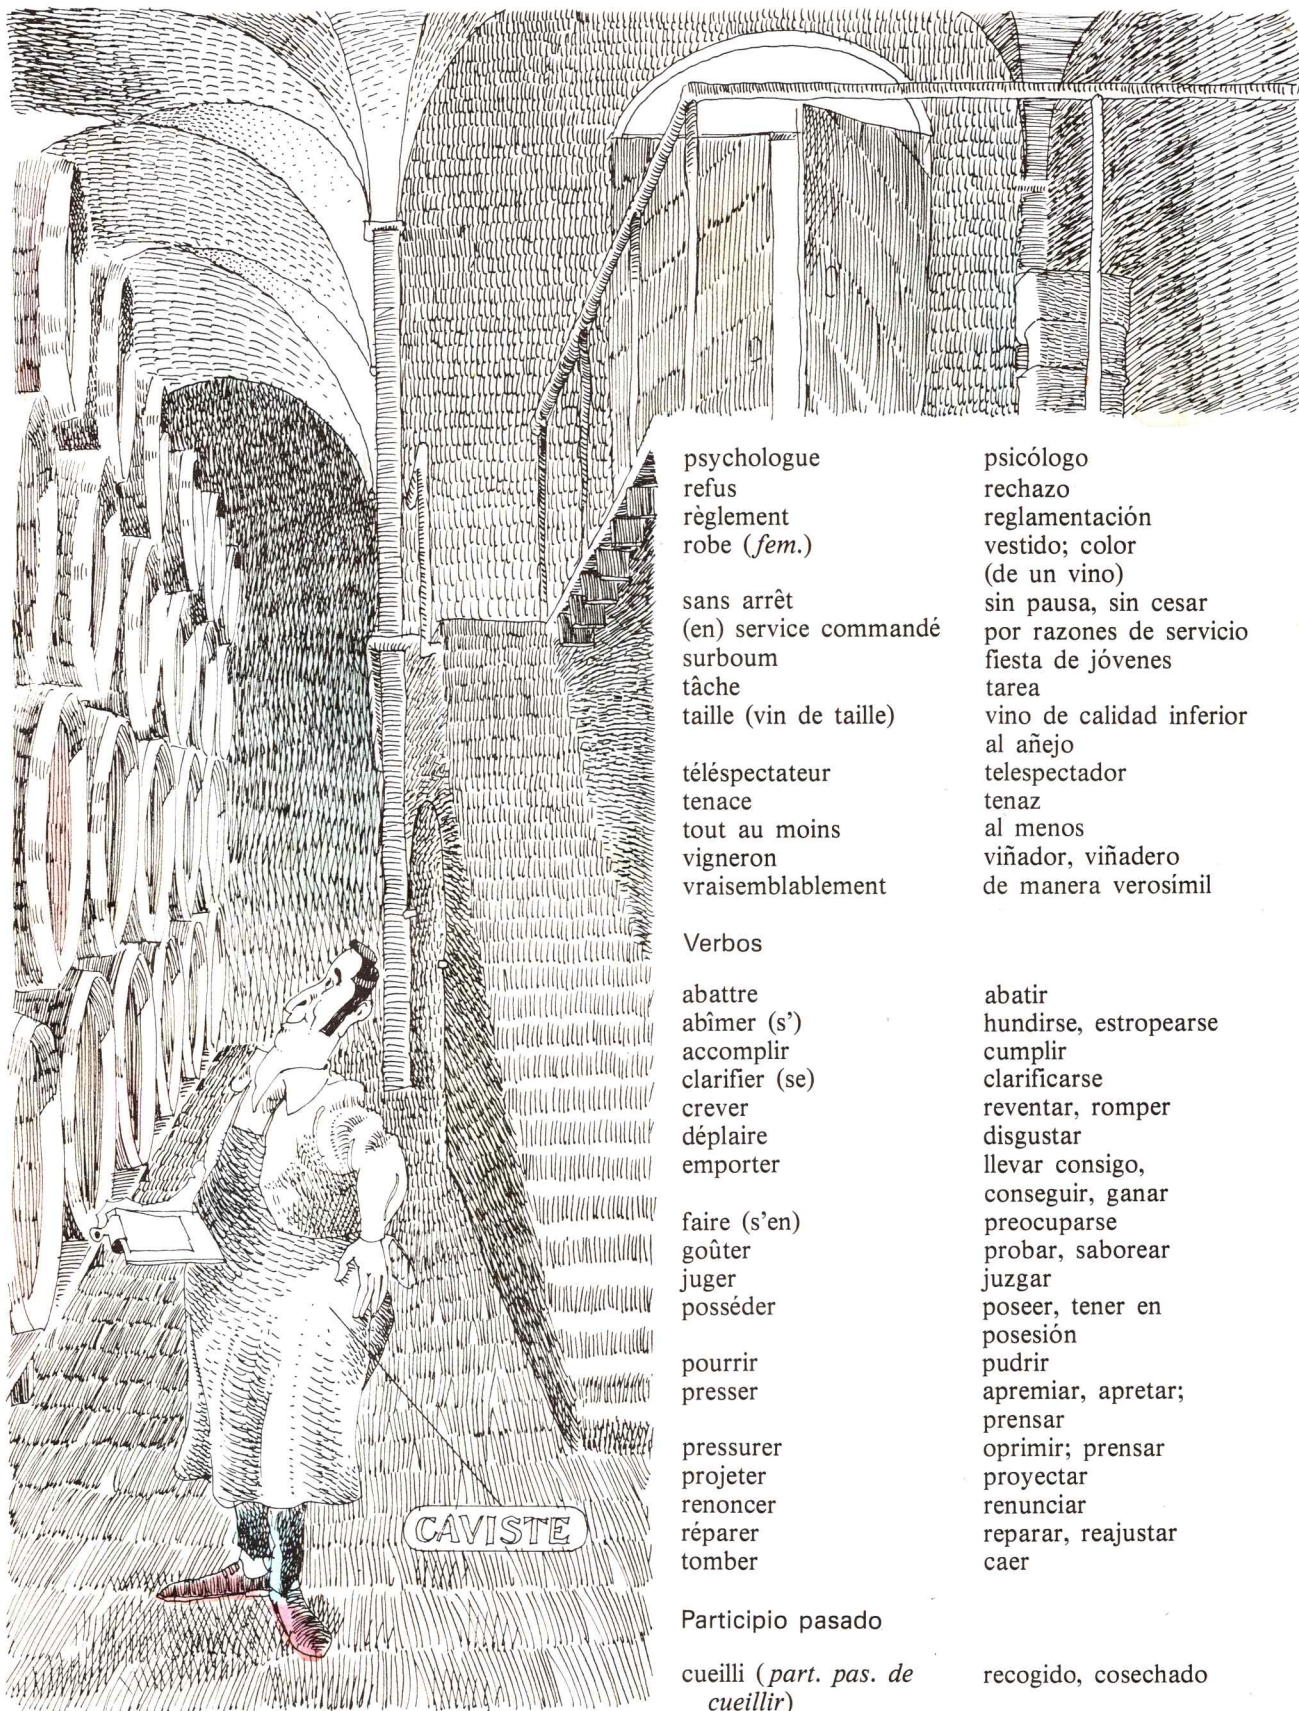 psychologue psicólogo
refus rechazo
règlement reglamentación
robe (fem.) vestido; color
(de un vino)
sans arrêt sin pausa, sin cesar
(en) service commandé por razones de servicio
surboum fiesta de jóvenes
tâche tarea
taille (vin de taille) vino de calidad inferior
al añejo
téléspectateur telespectador
tenace tenaz
tout au moins al menos
vigneron viñador, viñadero
vraisemblablement de manera verosímil
Verbos
abattre abatir
abîmer (s') hundirse, estropearse
accomplir cumplir
clarifier (se) clarificarse
crever reventar, romper
déplaire disgustar
emporter llevar consigo,
conseguir, ganar
faire (s'en) preocuparse
goûter probar, saborear
juger juzgar
posséder poseer, tener en
posesión
pourrir pudrir
presser apremiar, apretar;
prensar
pressurer oprimir; prensar
projeter proyectar
renoncer renunciar
réparer reparar, reajustar
tomber caer
CAVISTE
Participio pasado
cueilli (part. pas. de recogido, cosechado
cueillir)